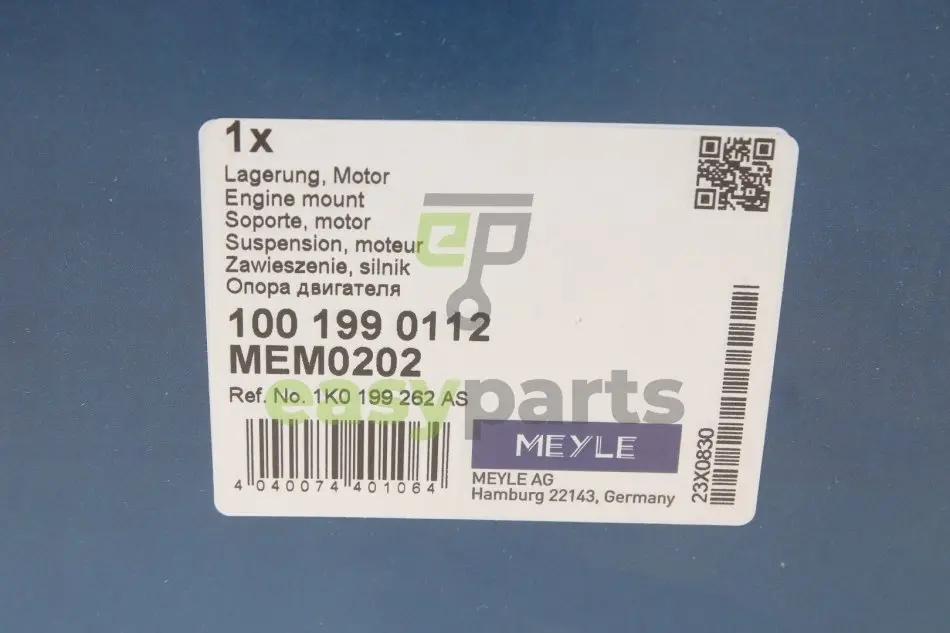 1x
Lagerung, Motor
Engine mount
Soporte, motor
Suspension, moteur
Zawieszenie, silnik
Опора двигателя
ep
100 199 0112
MEM0202
Ref. No. 1K0 199 262 AS
easyparts
4 040074 401064
MEYLE
MEYLE AG
Hamburg 22143, Germany
23X0830